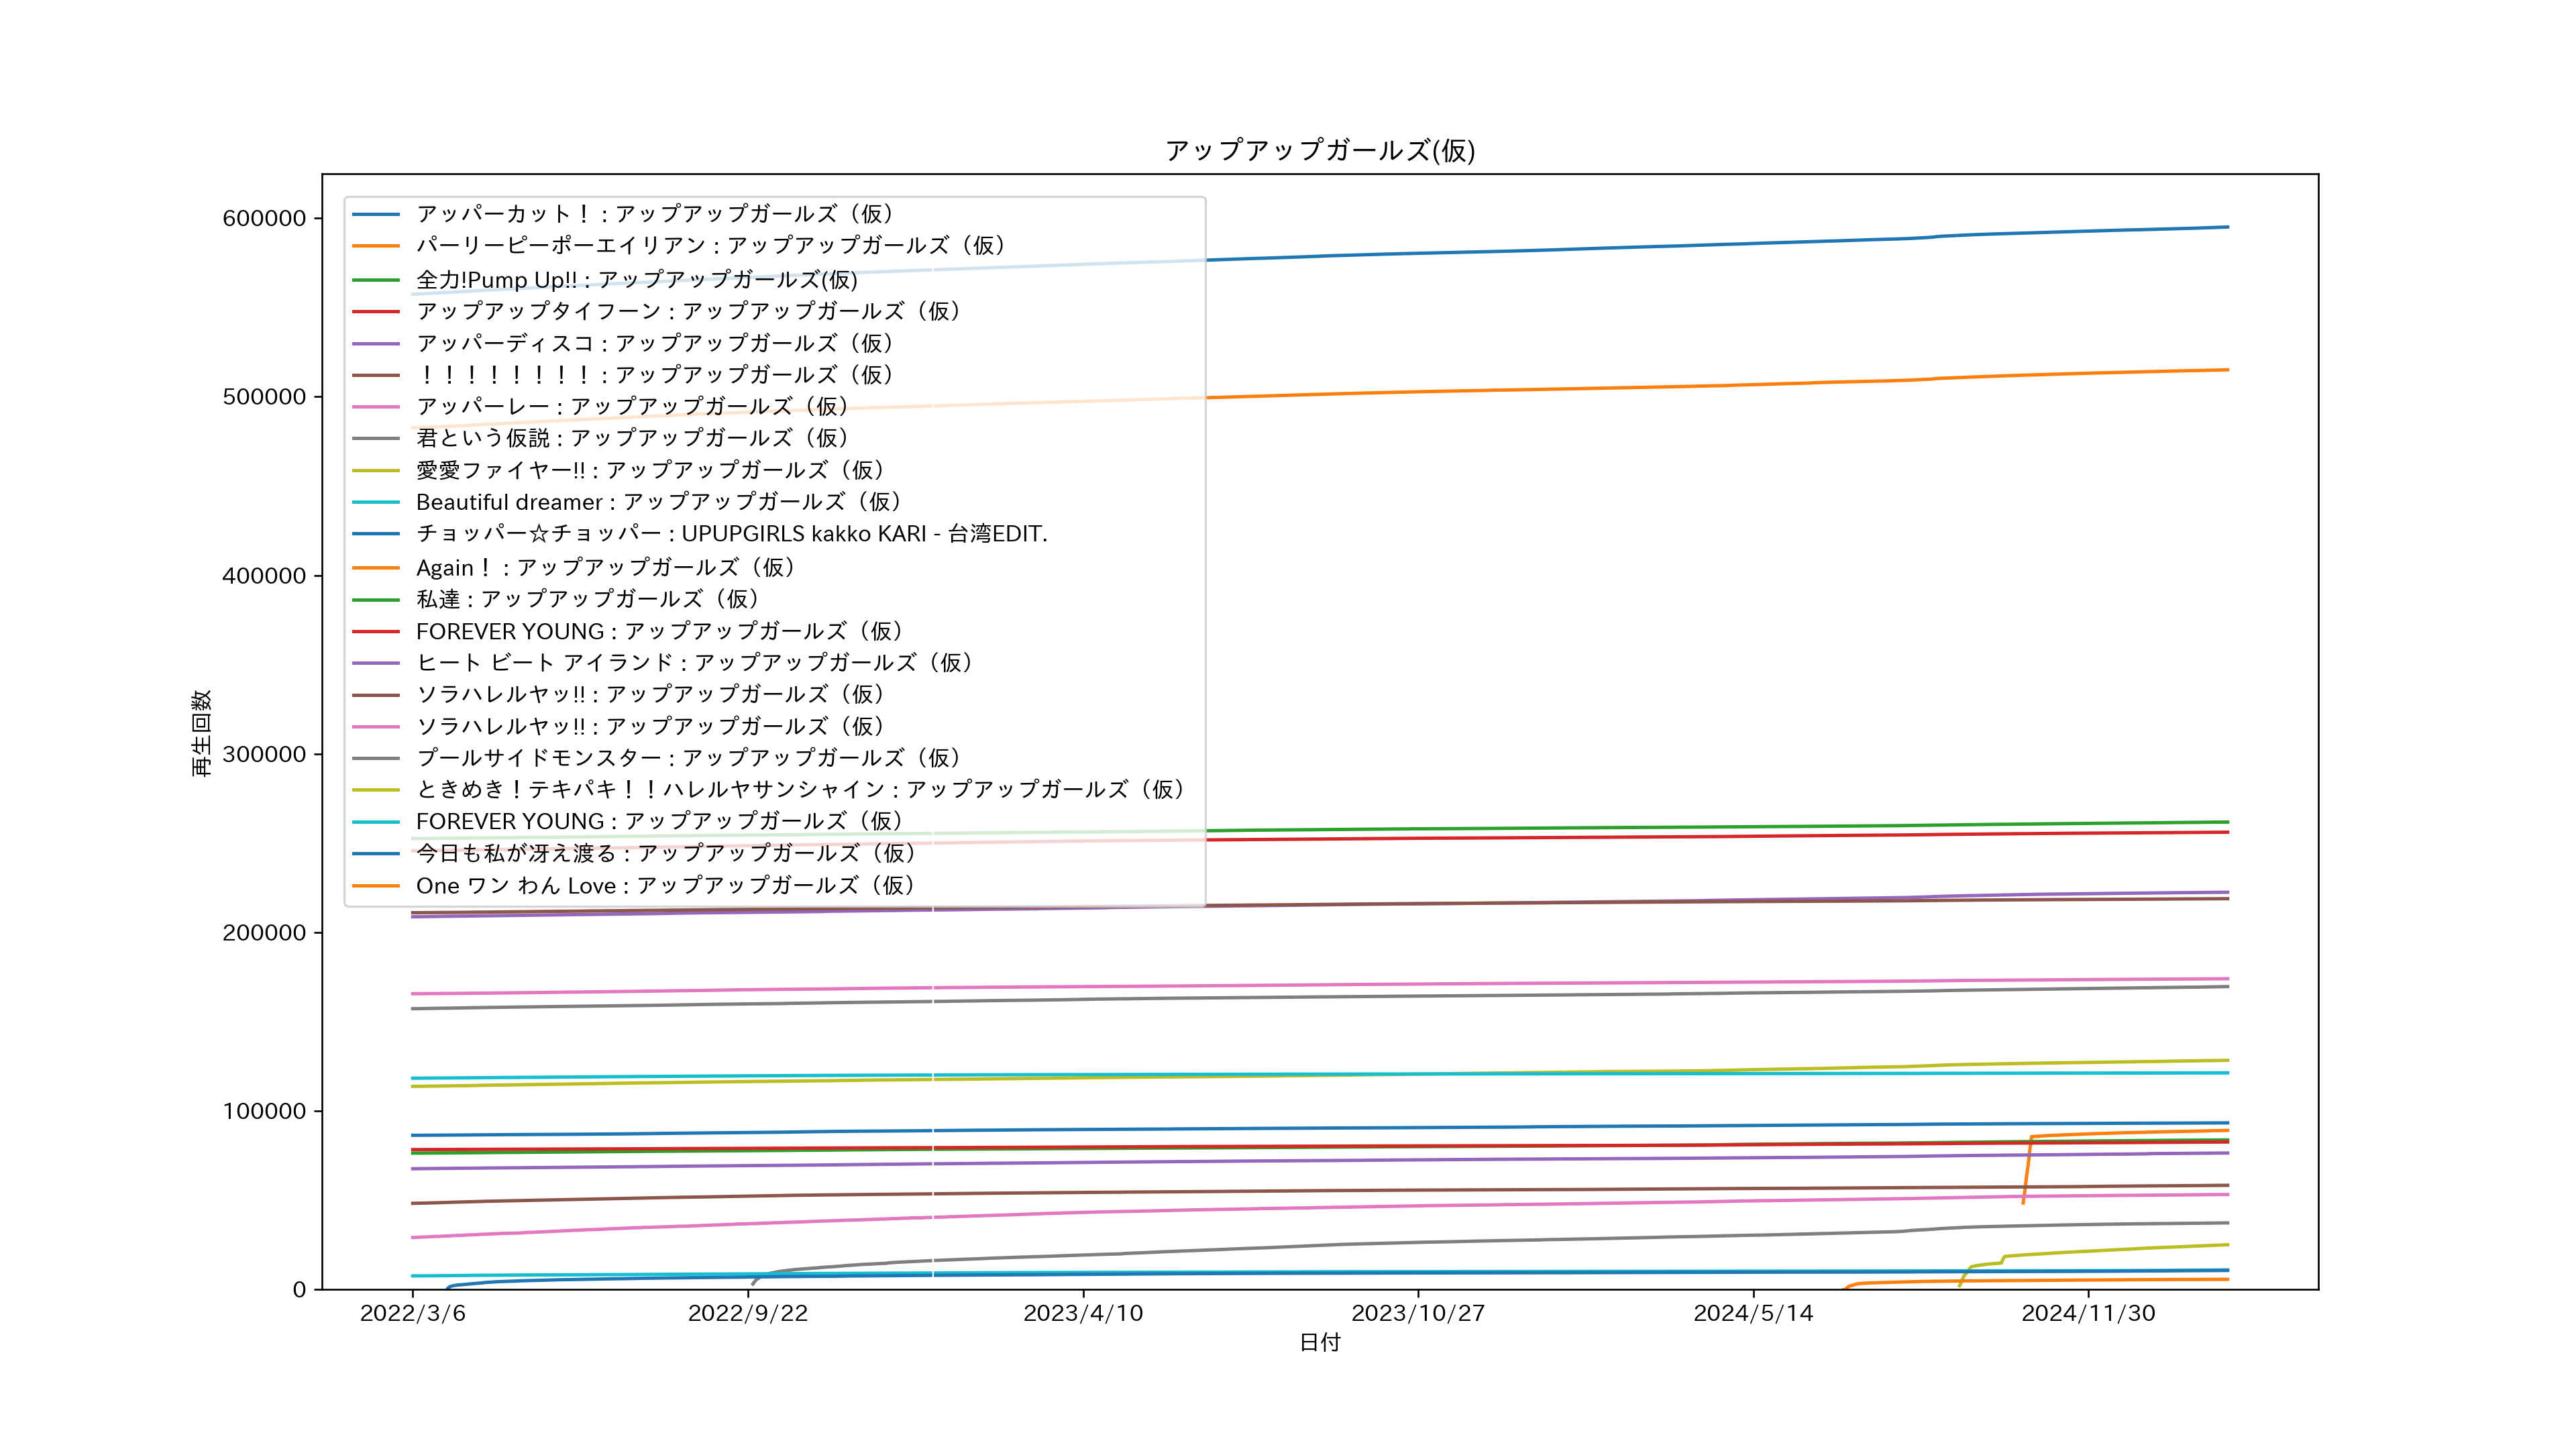 アップアップガールズ(仮)
アッパーカット！ : アップアップガールズ（仮）
パーリーピーポーエイリアン : アップアップガールズ（仮）
全力!Pump Up!! : アップアップガールズ(仮)
アップアップタイフーン : アップアップガールズ（仮）
アッパーディスコ : アップアップガールズ（仮）
！！！！！！！！ : アップアップガールズ（仮）
アッパーレー : アップアップガールズ（仮）
君という仮説 : アップアップガールズ（仮）
愛愛ファイヤー!! : アップアップガールズ（仮）
Beautiful dreamer : アップアップガールズ（仮）
チョッパー☆チョッパー : UPUPGIRLS kakko KARI - 台湾EDIT.
Again！ : アップアップガールズ（仮）
私達 : アップアップガールズ（仮）
FOREVER YOUNG : アップアップガールズ（仮）
ヒート ビート アイランド : アップアップガールズ（仮）
ソラハレルヤッ!! : アップアップガールズ（仮）
ソラハレルヤッ!! : アップアップガールズ（仮）
プールサイドモンスター : アップアップガールズ（仮）
ときめき！テキパキ！！ハレルヤサンシャイン : アップアップガールズ（仮）
FOREVER YOUNG : アップアップガールズ（仮）
今日も私が冴え渡る : アップアップガールズ（仮）
One ワン わん Love : アップアップガールズ（仮）
再生回数
600000
500000
400000
300000
200000
100000
0
2022/3/6
2022/9/22
2023/4/10
2023/10/27
2024/5/14
2024/11/30
日付